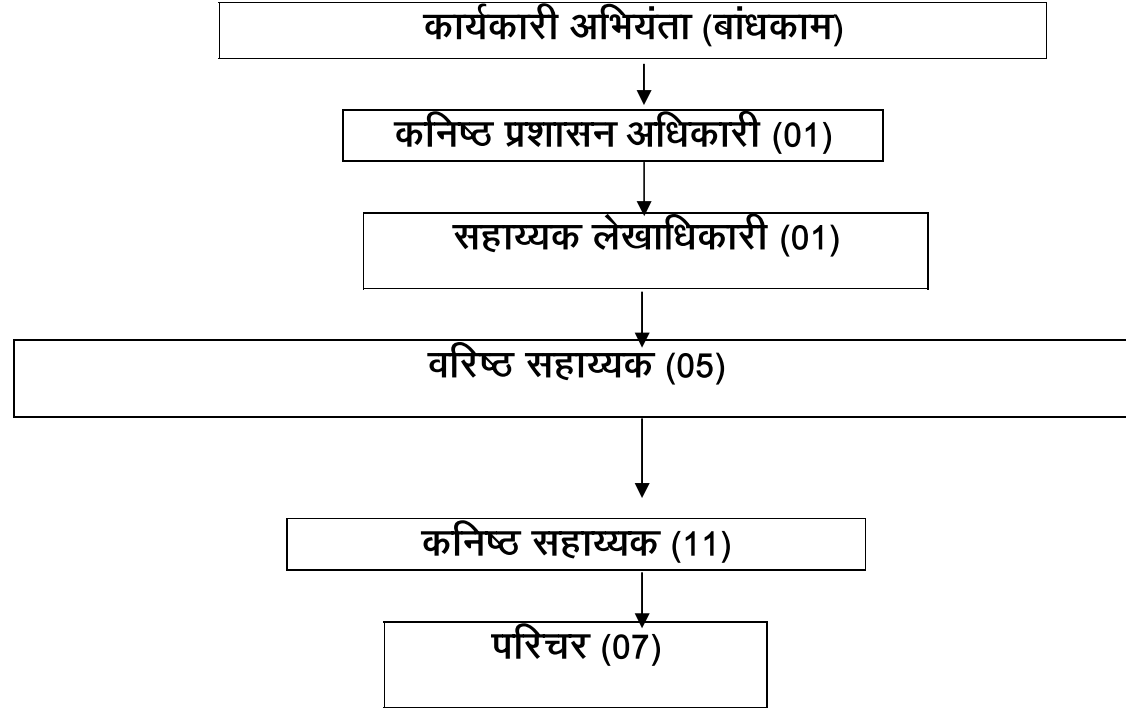 कार्यकारी अभियंता (बांधकाम)
कनिष्ठ प्रशासन अधिकारी (01)
सहाय्यक लेखाधिकारी (01)
वरिष्ठ सहाय्यक (05)
कनिष्ठ सहाय्यक (11)
परिचर (07)